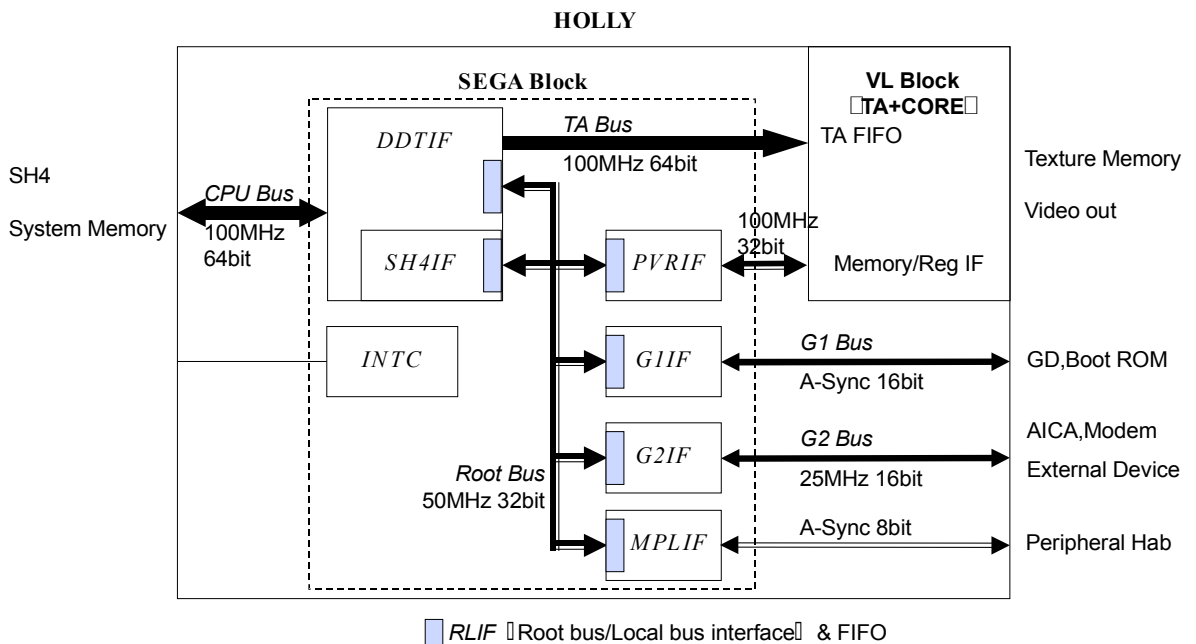 HOLLY
SEGA Block
VL Block
TA+CORE
DDTIF
TA Bus
100MHz 64bit
TA FIFO
SH4
System Memory
CPU Bus
100MHz
64bit
Texture Memory
Video out
SH4IF
PVRIF
100MHz
32bit
Memory/Reg IF
INTC
G1IF
G1 Bus
A-Sync 16bit
GD,Boot ROM
Root Bus
50MHz 32bit
G2IF
G2 Bus
25MHz 16bit
AICA,Modem
External Device
MPLIF
A-Sync 8bit
Peripheral Hab
RLIF Root bus/Local bus interface & FIFO